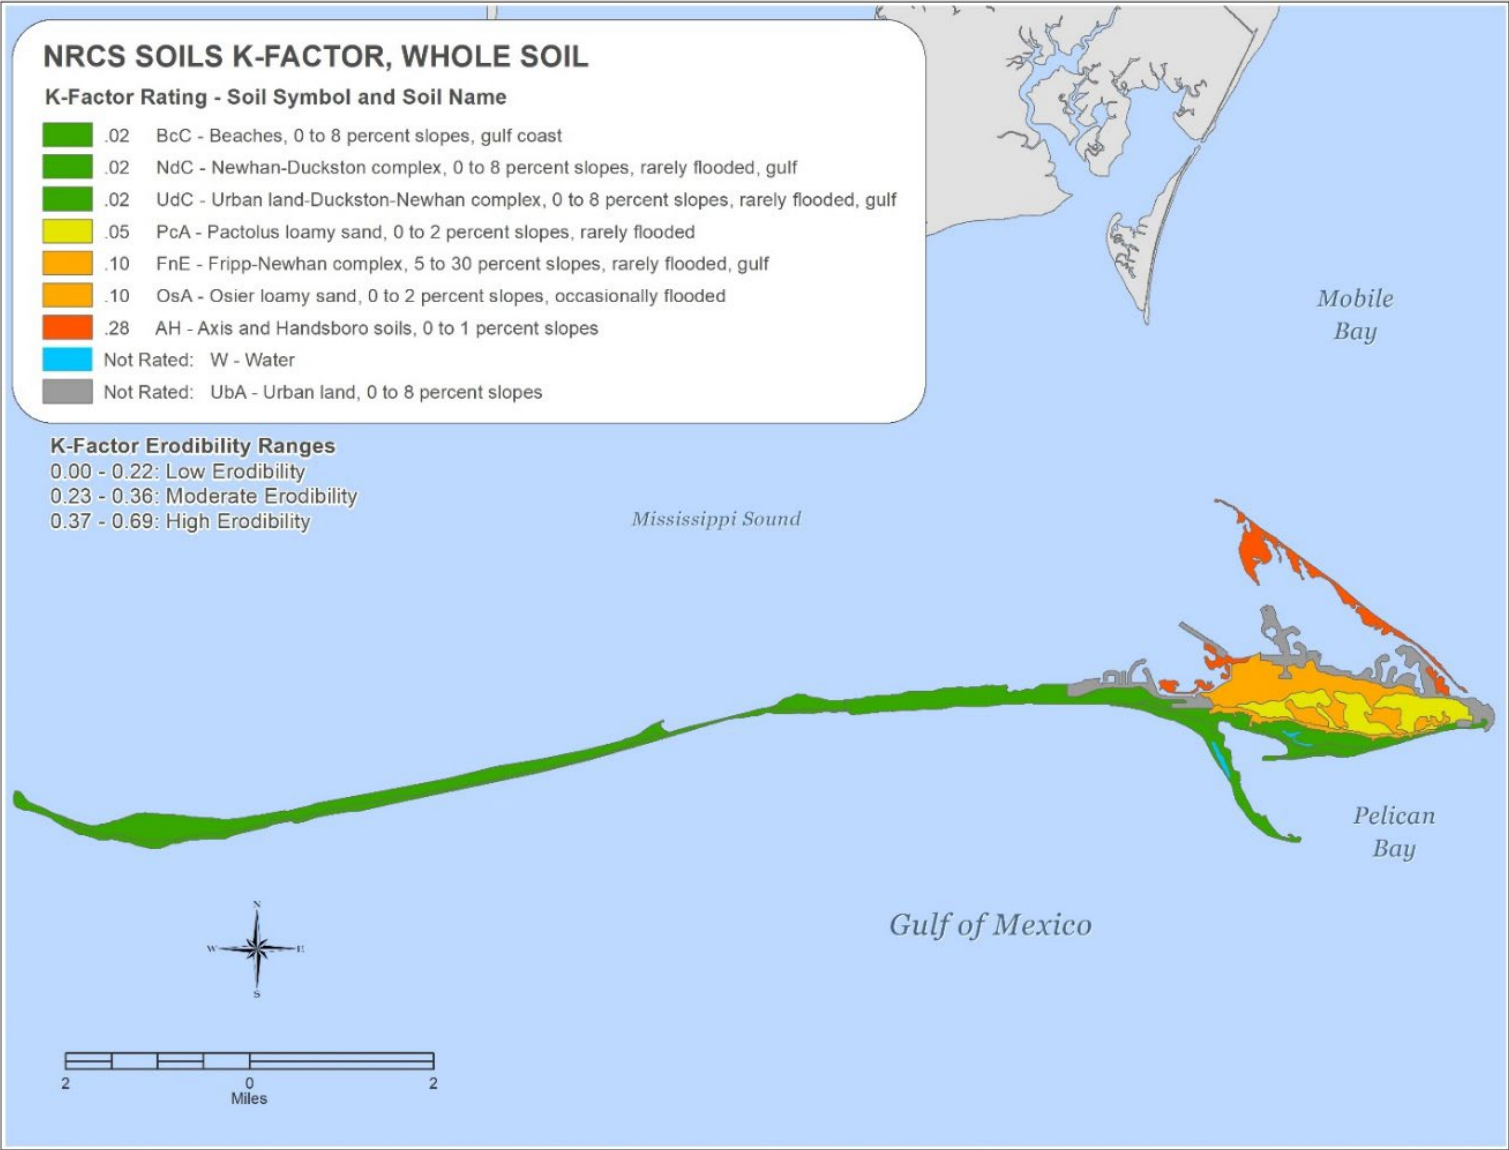 NRCS SOILS K-FACTOR, WHOLE SOIL
K-Factor Rating - Soil Symbol and Soil Name
.02 BcC - Beaches, 0 to 8 percent slopes, gulf coast
.02 NdC - Newhan-Duckston complex, 0 to 8 percent slopes, rarely flooded, gulf
.02 UdC - Urban land-Duckston-Newhan complex, 0 to 8 percent slopes, rarely flooded, gulf
.05 PcA - Pactolus loamy sand, 0 to 2 percent slopes, rarely flooded
.10 FnE - Fripp-Newhan complex, 5 to 30 percent slopes, rarely flooded, gulf
.10 OsA - Osier loamy sand, 0 to 2 percent slopes, occasionally flooded
.28 AH - Axis and Handsboro soils, 0 to 1 percent slopes
Not Rated: W - Water
Not Rated: UbA - Urban land, 0 to 8 percent slopes
K-Factor Erodibility Ranges
0.00 - 0.22: Low Erodibility
0.23 - 0.36: Moderate Erodibility
0.37 - 0.69: High Erodibility
Mobile
Bay
Mississippi Sound
Pelican
Bay
Gulf of Mexico
N
W E
S
2 0 2
Miles